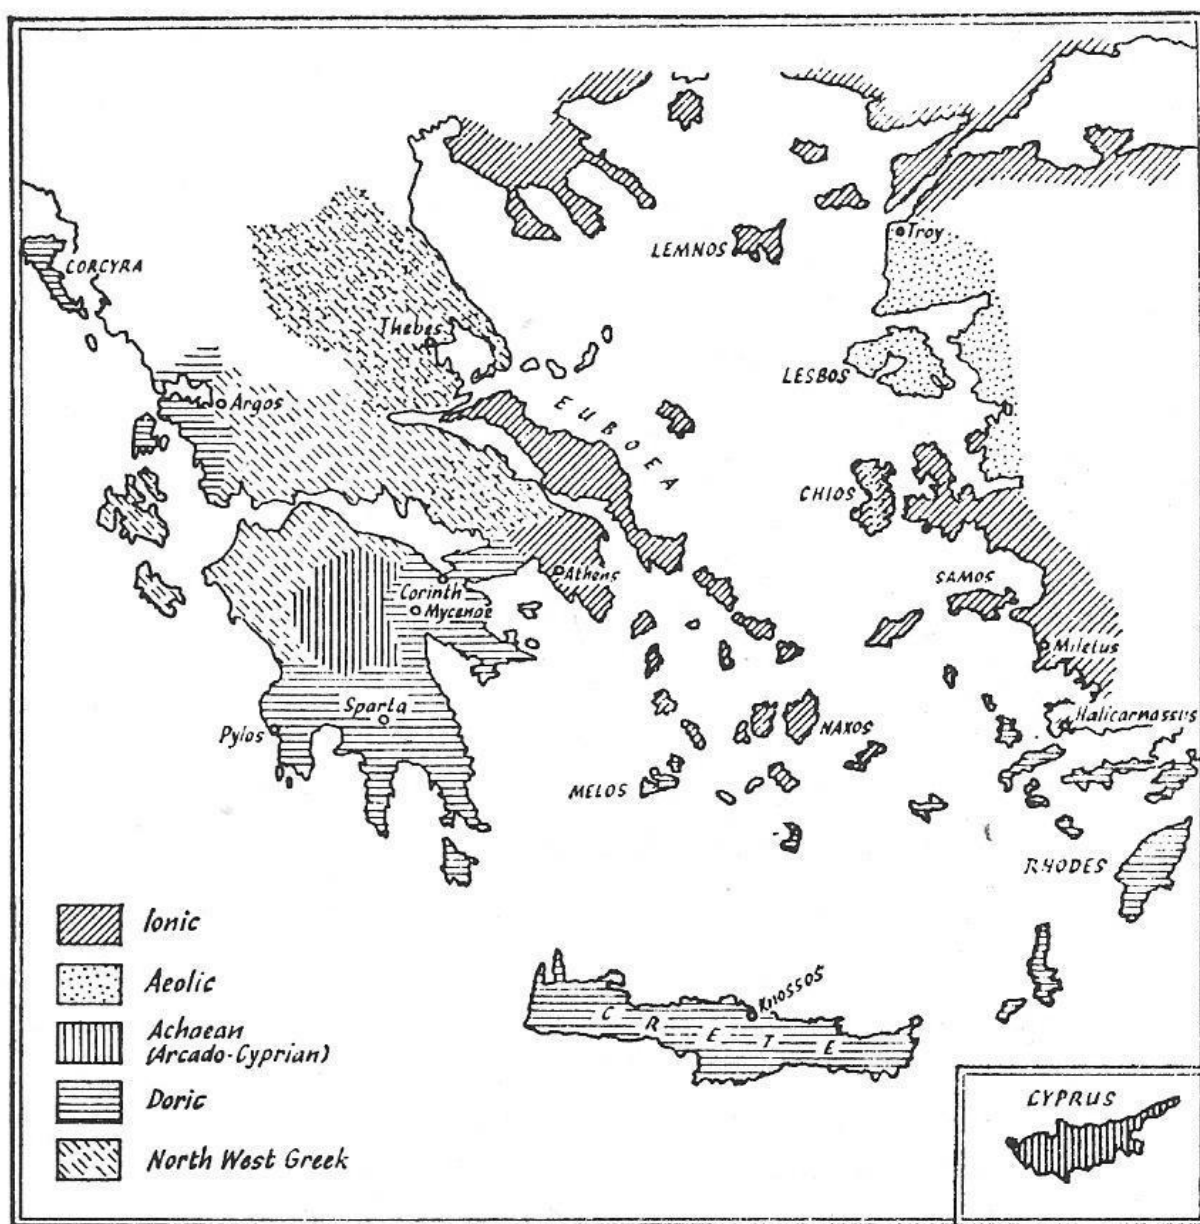 CORCYRA
Troy
LEMNOS
Thebes
LESBOS
Argos
EUBOEA
CHIOS
Athens
SAMOS
Corinth
Mycenae
Miletus
Sparta
Pylos
NAXOS
Halicarnassus
MELOS
RHODES
Ionic
Aeolic
Achaean
(Arcado-Cyprian)
Doric
North West Greek
Knossos
CRETE
CYPRUS